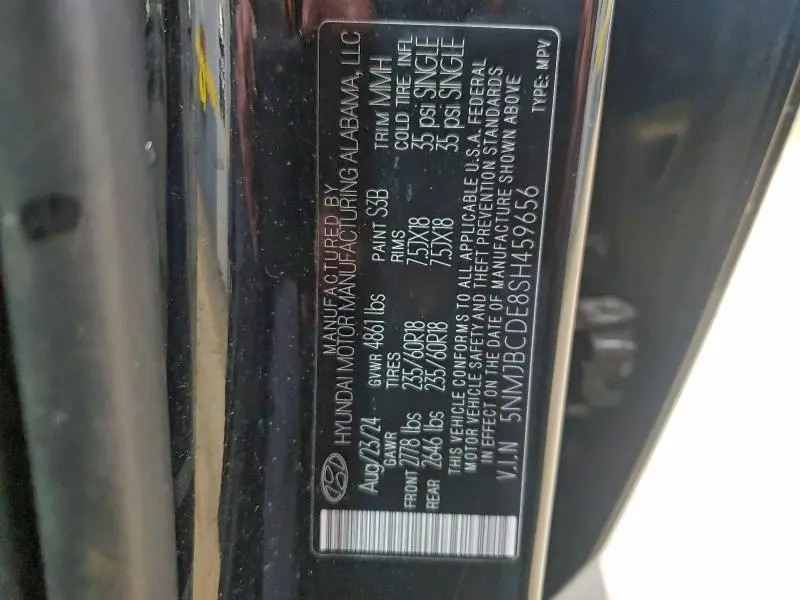 MANUFACTURED BY
HYUNDAI MOTOR MANUFACTURING ALABAMA, LLC
Aug/23/24 GVWR 4861 lbs PAINT S3B TRIM MMH
GAWR TIRES RIMS COLD TIRE INFL
FRONT 2778 lbs 235/60R18 7.5JX18 35 psi SINGLE
REAR 2646 lbs 235/60R18 7.5JX18 35 psi SINGLE
THIS VEHICLE CONFORMS TO ALL APPLICABLE U.S.A. FEDERAL
MOTOR VEHICLE SAFETY AND THEFT PREVENTION STANDARDS
IN EFFECT ON THE DATE OF MANUFACTURE SHOWN ABOVE
V.I.N 5NMJBCDE8SH459656 TYPE: MPV